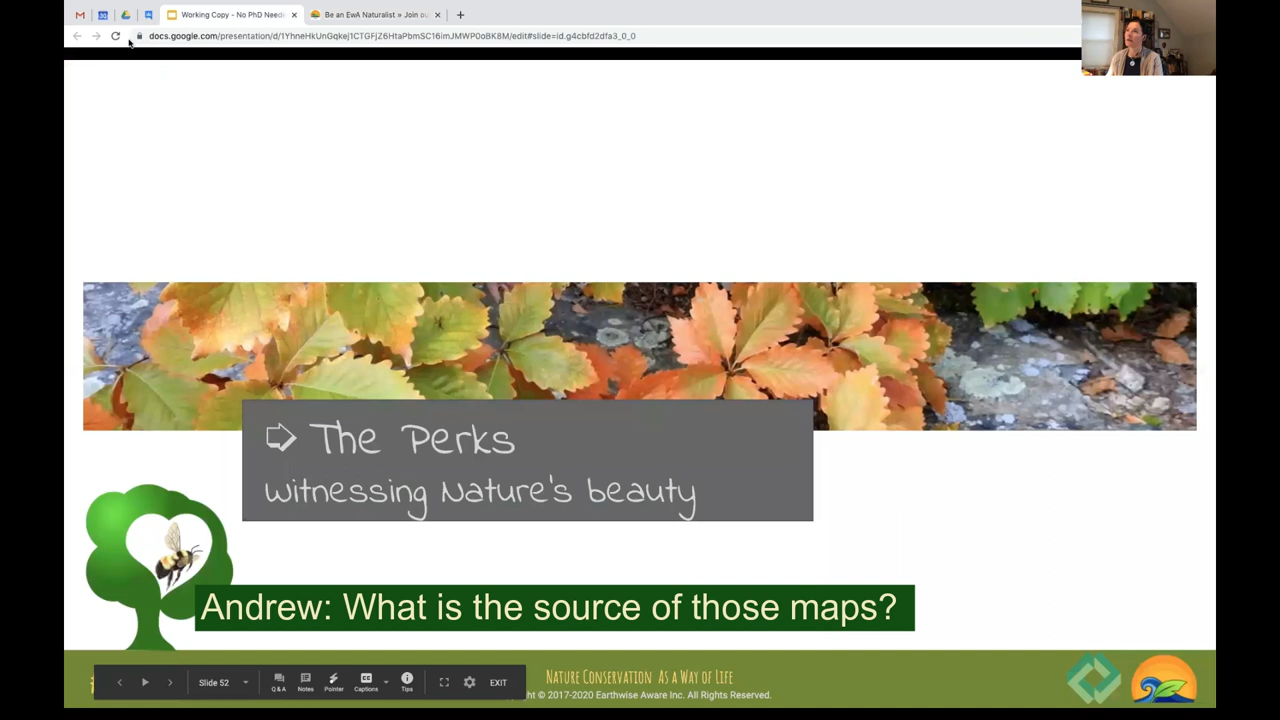 Working Copy - No PhD Need
Be an EwA Naturalist » Join ou
docs.google.com/presentation/d/1YhneHkUnGqkej1CTGFjZ6HtaPbmSC16imJMWP0oBK8M/edit#slide=id.g4cbfd2dfa3_0_0
The Perks
Witnessing Nature's beauty
Andrew: What is the source of those maps?
Slide 52
Q & A
Notes
Pointer
Captions
Tips
EXIT
Nature Conservation As a Way of Life
© 2017-2020 Earthwise Aware Inc. All Rights Reserved.